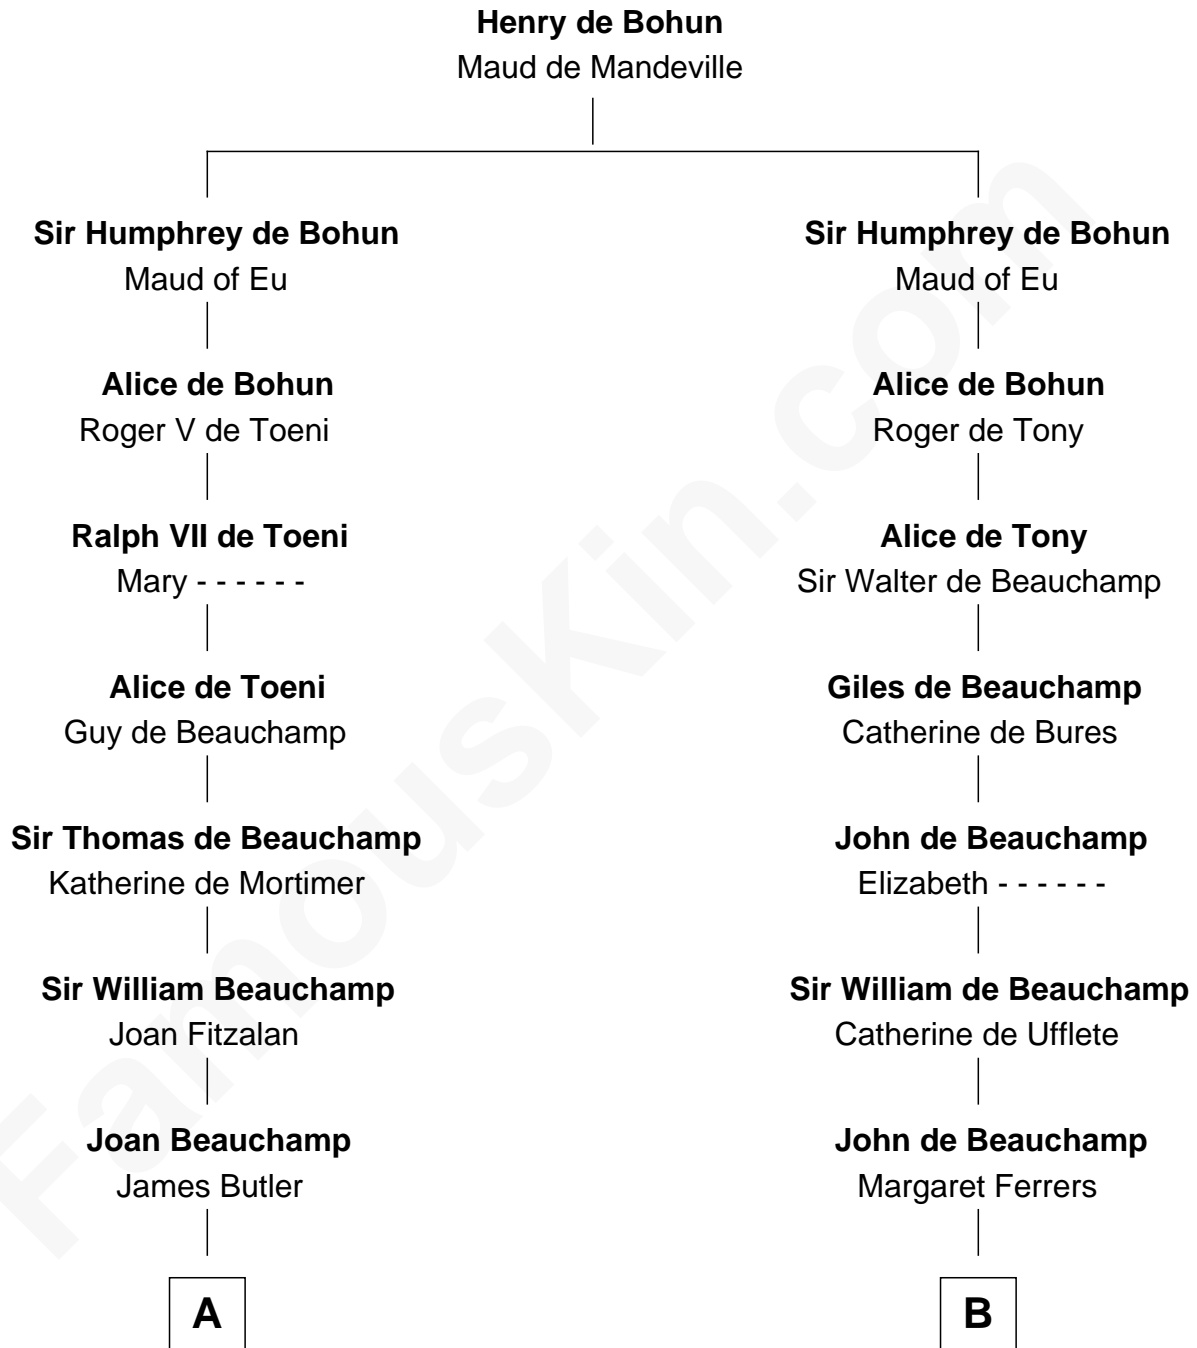 Henry de Bohun
Maud de Mandeville
Sir Humphrey de Bohun
Maud of Eu
Sir Humphrey de Bohun
Maud of Eu
Alice de Bohun
Roger V de Toeni
Alice de Bohun
Roger de Tony
Ralph VII de Toeni
Mary - - - - - -
Alice de Tony
Sir Walter de Beauchamp
Alice de Toeni
Guy de Beauchamp
Giles de Beauchamp
Catherine de Bures
Sir Thomas de Beauchamp
Katherine de Mortimer
John de Beauchamp
Elizabeth - - - - - -
Sir William Beauchamp
Joan Fitzalan
Sir William de Beauchamp
Catherine de Ufflete
Joan Beauchamp
James Butler
John de Beauchamp
Margaret Ferrers
A
B
FamousKin.com